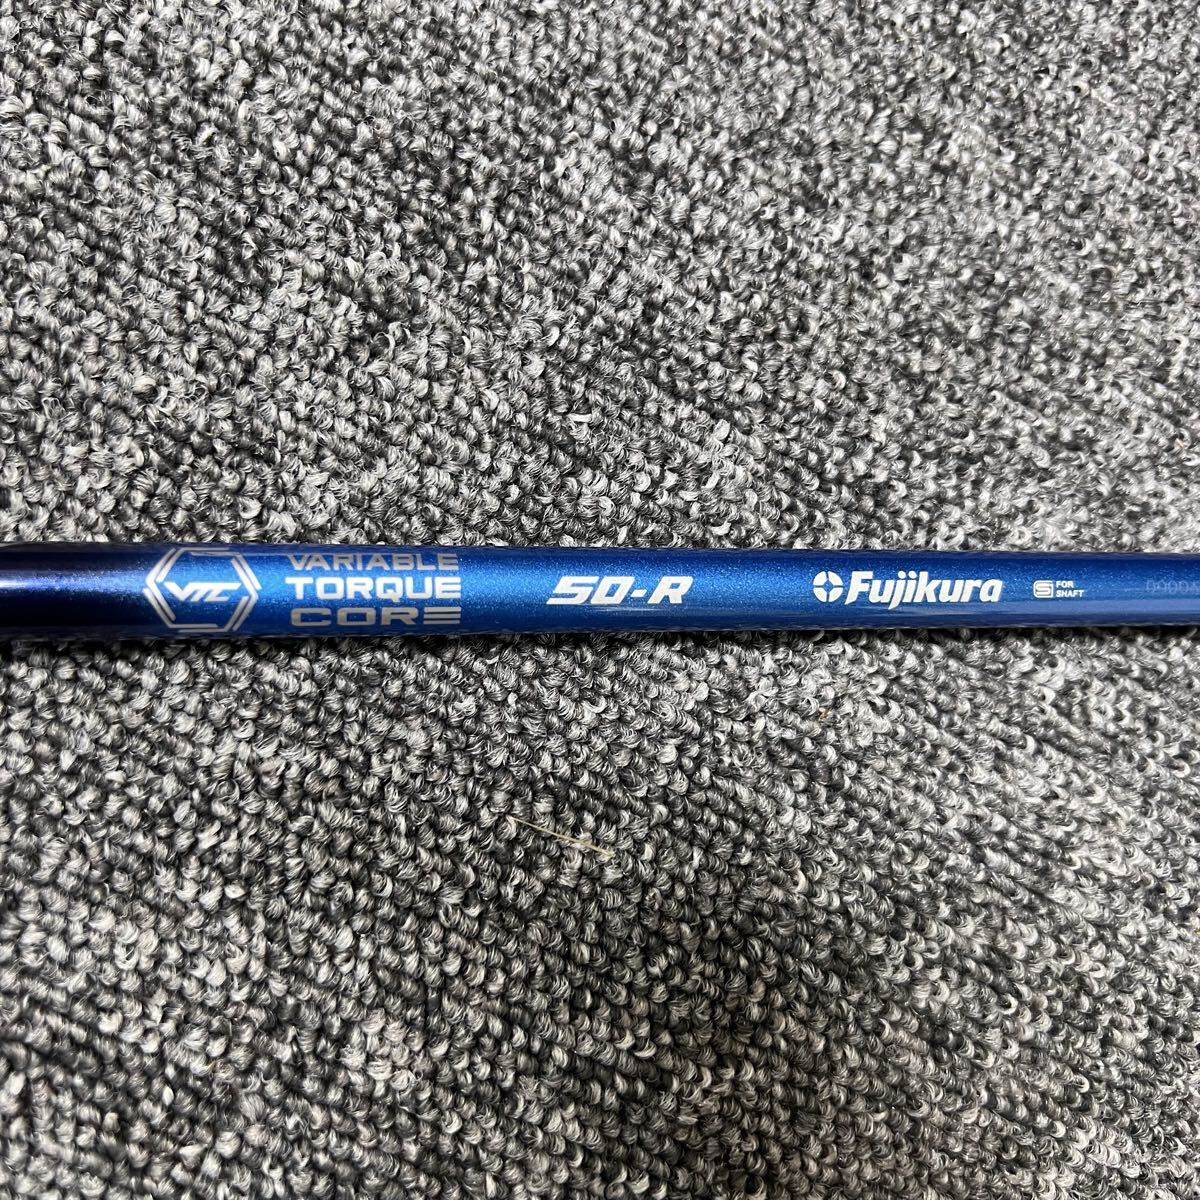 VTC
VARIABLE
TORQUE
CORE
50-R
Fujikura
S FOR
SHAFT